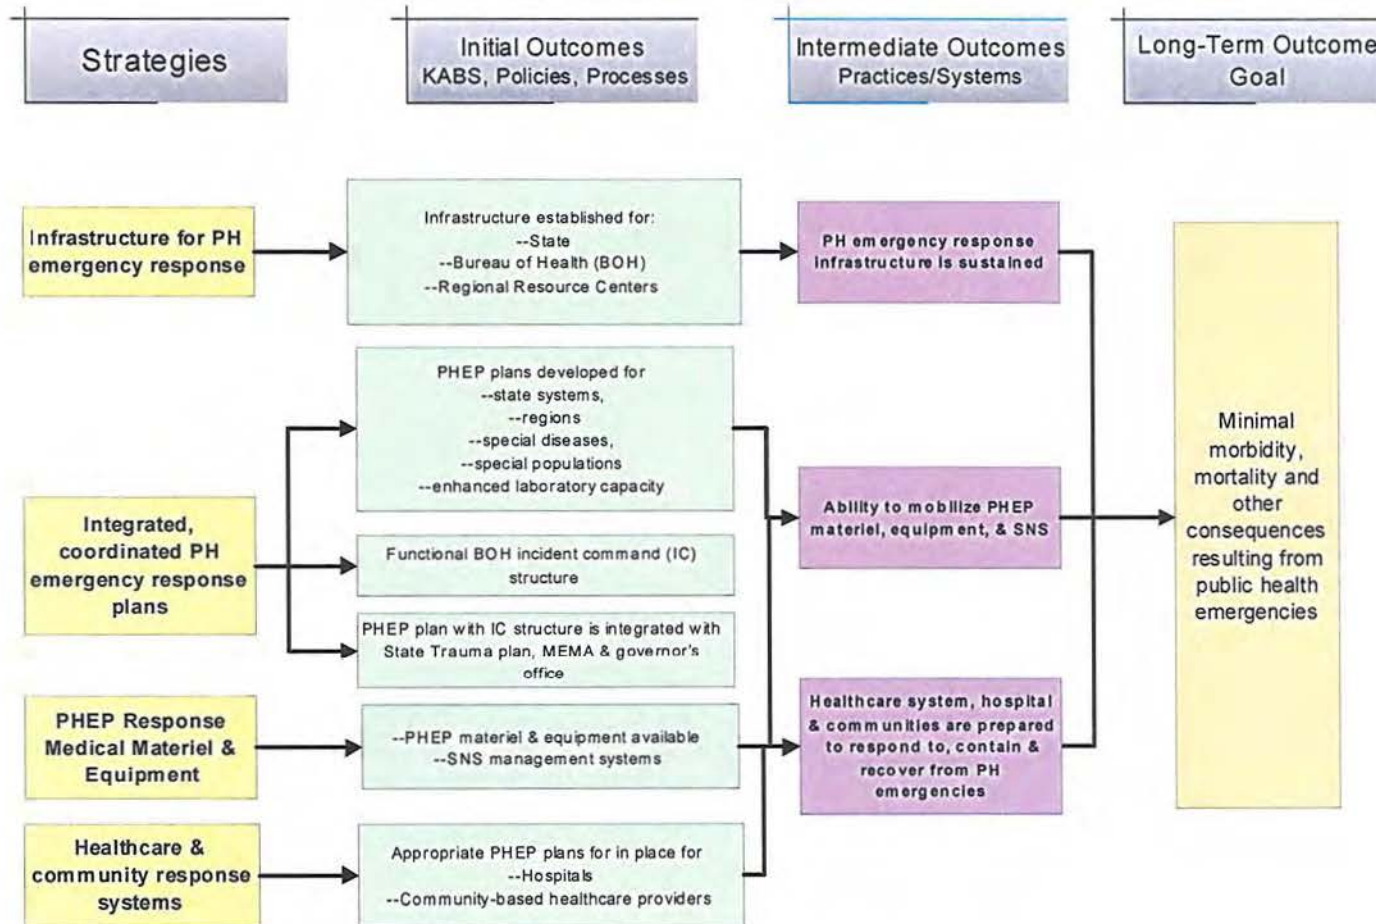 Strategies
Initial Outcomes
KABS, Policies, Processes
Intermediate Outcomes
Practices/Systems
Long-Term Outcome
Goal
Infrastructure for PH
emergency response
Infrastructure established for:
--State
--Bureau of Health (BOH)
--Regional Resource Centers
PH emergency response
infrastructure is sustained
Integrated,
coordinated PH
emergency response
plans
PHEP plans developed for
--state systems,
--regions
--special diseases,
--special populations
--enhanced laboratory capacity
Functional BOH incident command (IC)
structure
PHEP plan with IC structure is integrated with
State Trauma plan, MEMA & governor's
office
Ability to mobilize PHEP
materiel, equipment, & SNS
PHEP Response
Medical Materiel &
Equipment
--PHEP materiel & equipment available
--SNS management systems
Healthcare system, hospital
& communities are prepared
to respond to, contain &
recover from PH
emergencies
Healthcare &
community response
systems
Appropriate PHEP plans for in place for
--Hospitals
--Community-based healthcare providers
Minimal
morbidity,
mortality and
other
consequences
resulting from
public health
emergencies